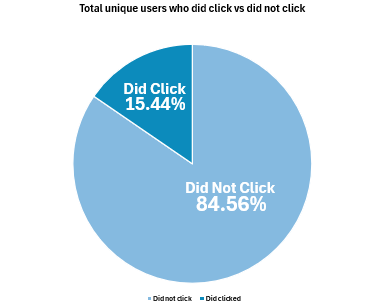 Total unique users who did click vs did not click
Did Click
15.44%
Did Not Click
84.56%
Did not click Did clicked